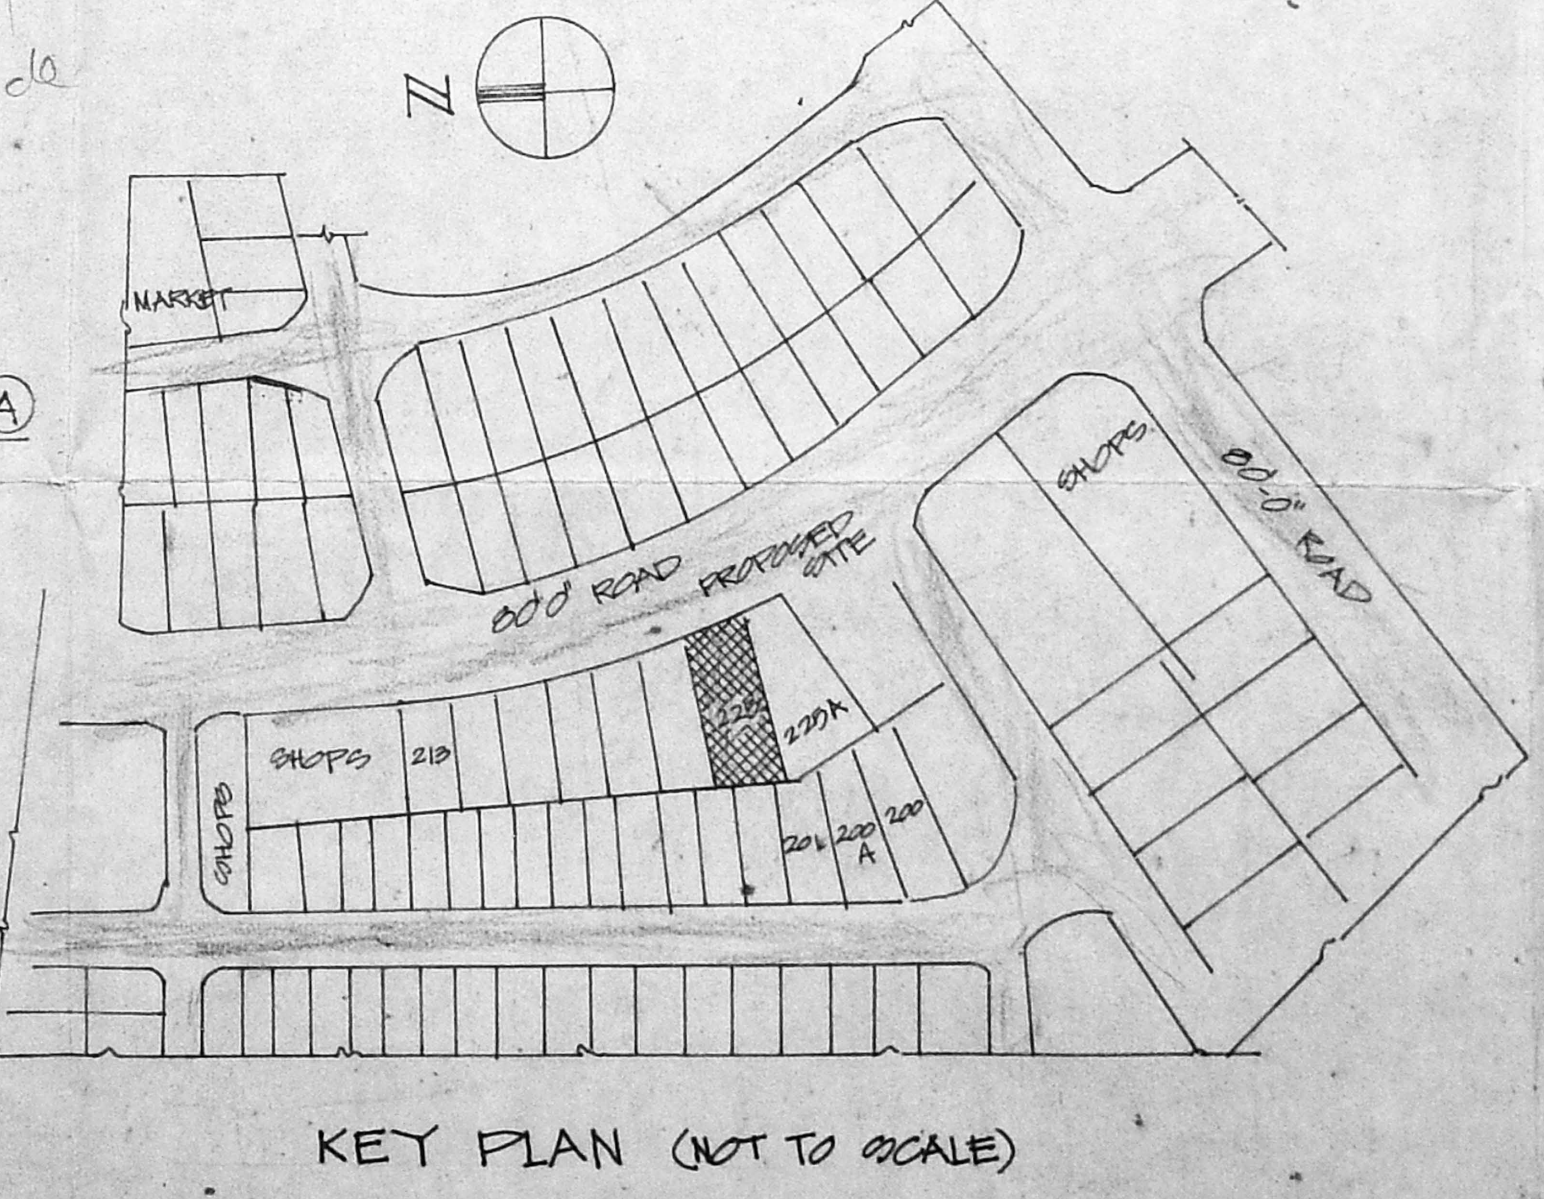 de
N
MARKET
A
SHOPS
80'-0" ROAD
80'0" ROAD
PROPOSED
SITE
SHOPS
213
225A
SHOPS
201
200
A
200
KEY PLAN (NOT TO SCALE)